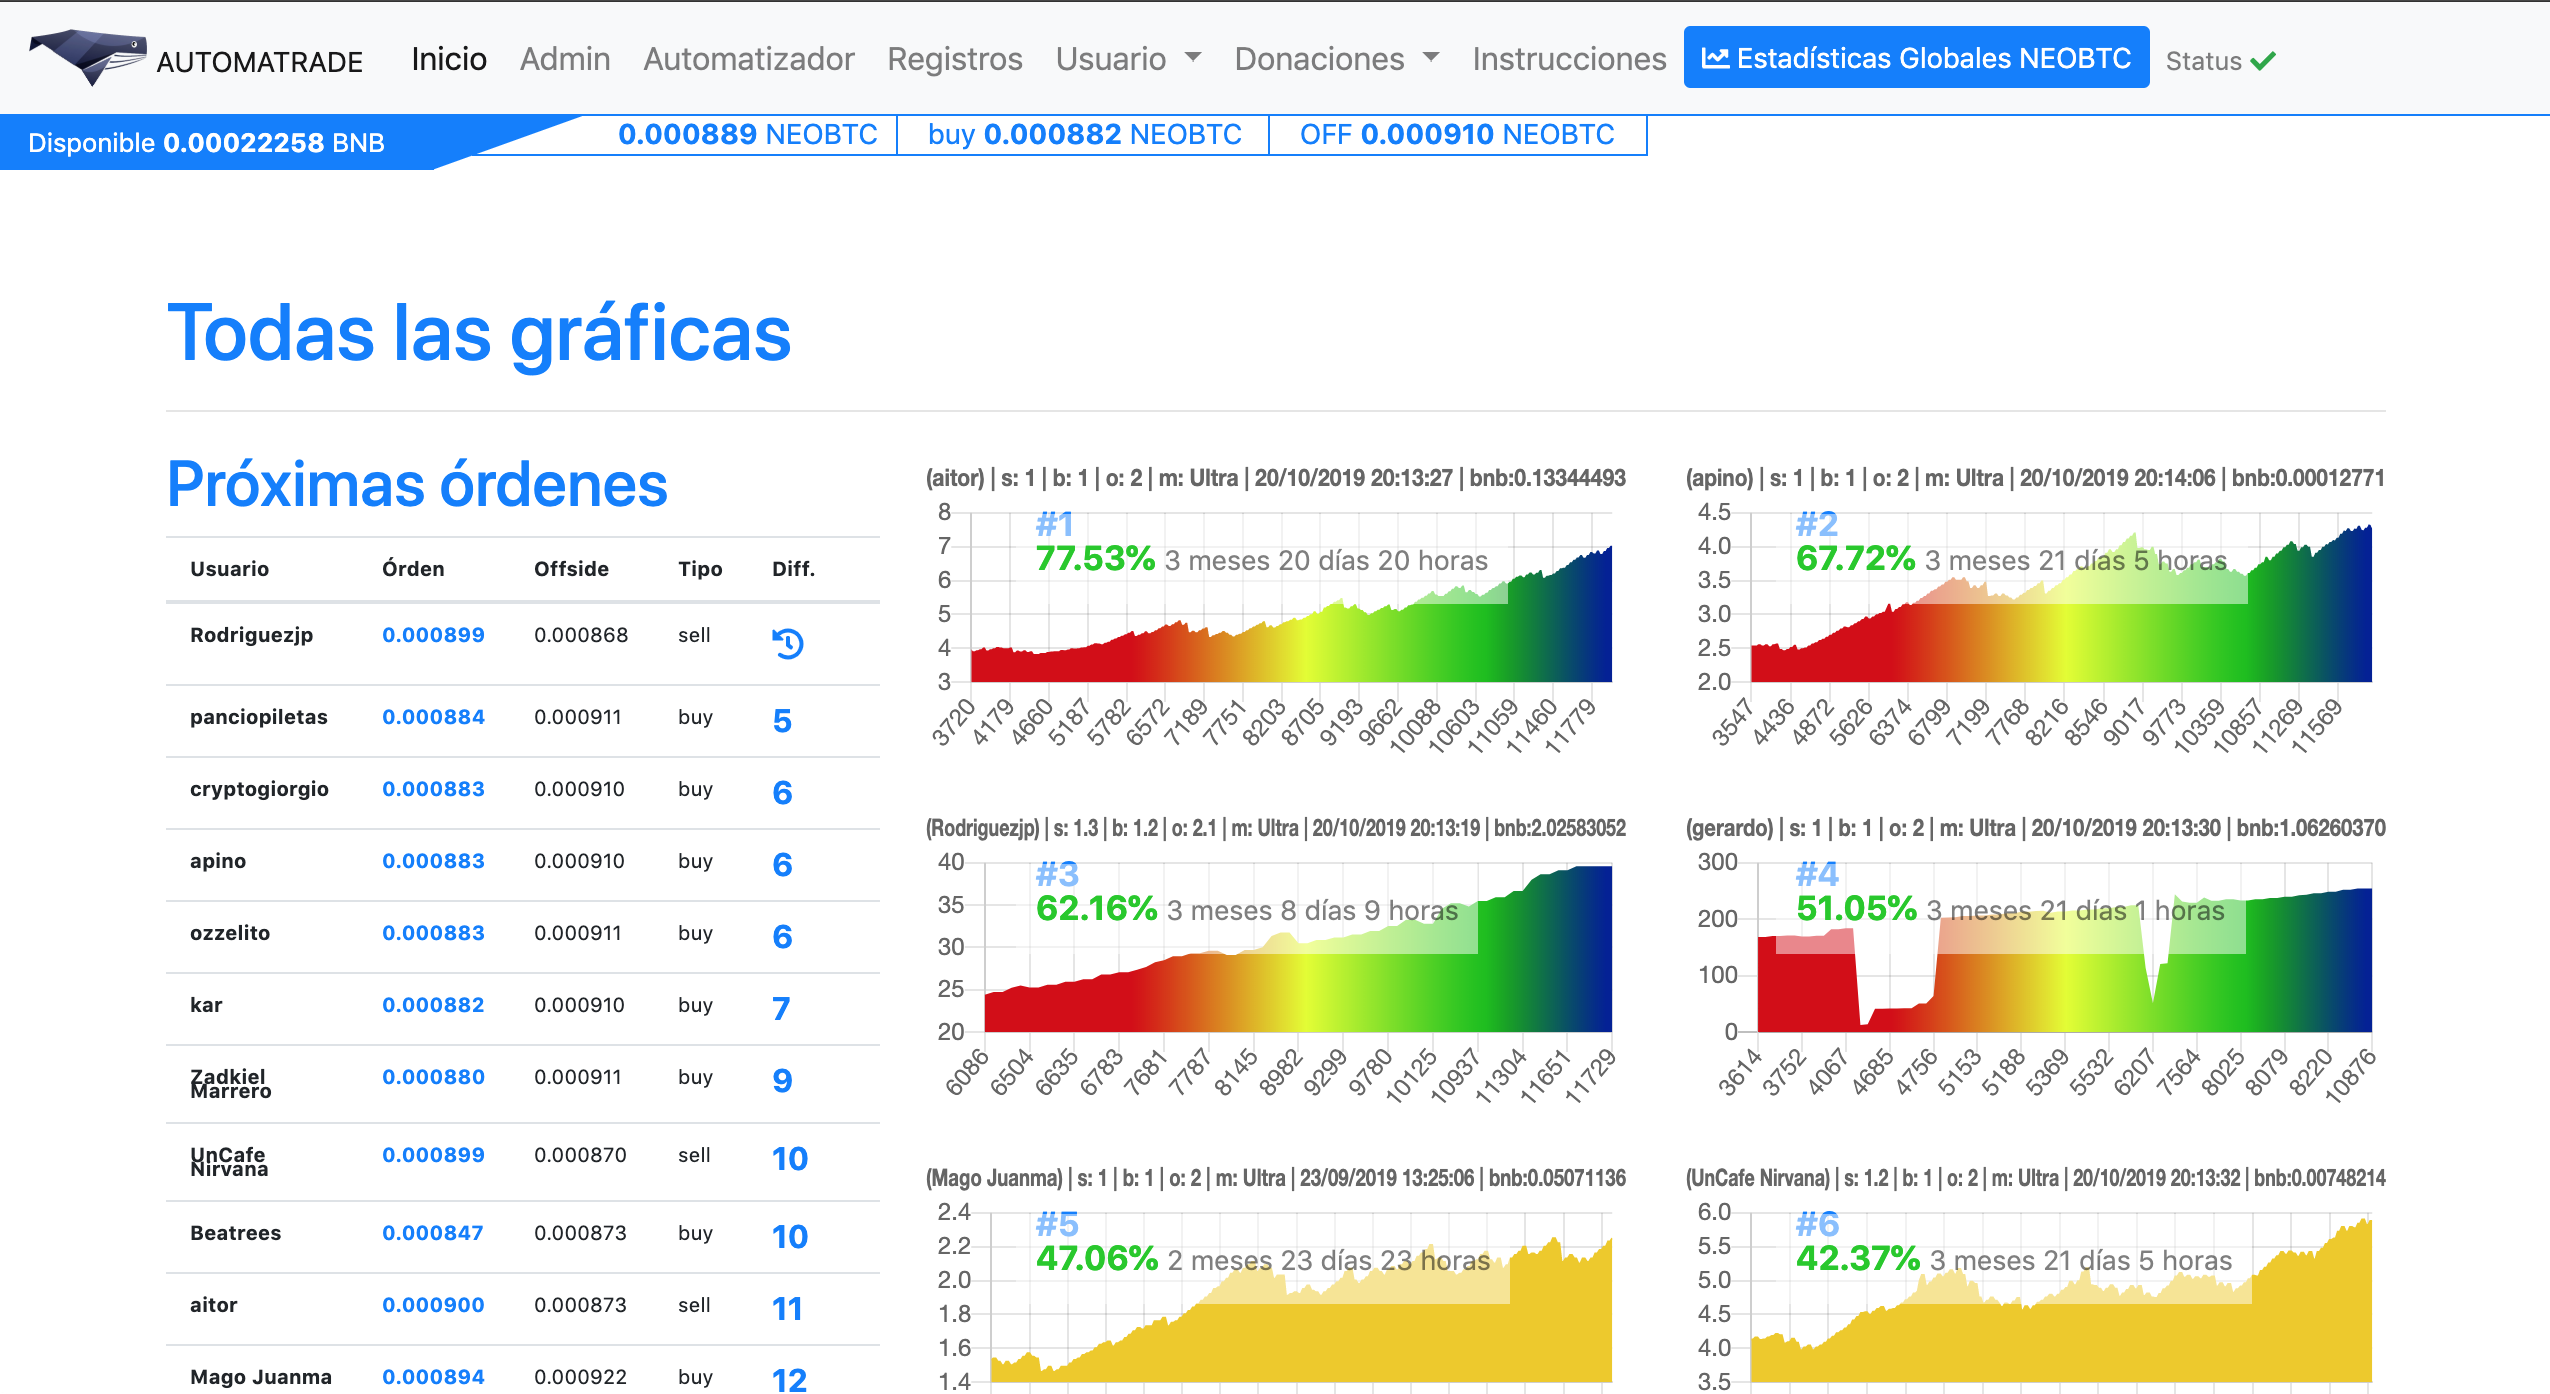 AUTOMATRADE Inicio Admin Automatizador Registros Usuario Donaciones Instrucciones Estadísticas Globales NEOBTC Status
Disponible 0.00022258 BNB
0.000889 NEOBTC buy 0.000882 NEOBTC OFF 0.000910 NEOBTC
Todas las gráficas
Próximas órdenes
Usuario Órden Offside Tipo Diff.
Rodriguezjp 0.000899 0.000868 sell
panciopiletas 0.000884 0.000911 buy 5
cryptogiorgio 0.000883 0.000910 buy 6
apino 0.000883 0.000910 buy 6
ozzelito 0.000883 0.000911 buy 6
kar 0.000882 0.000910 buy 7
Zadkiel
Marrero 0.000880 0.000911 buy 9
UnCafe
Nirvana 0.000899 0.000870 sell 10
Beatrees 0.000847 0.000873 buy 10
aitor 0.000900 0.000873 sell 11
Mago Juanma 0.000894 0.000922 buy 12
(aitor) | s: 1 | b: 1 | o: 2 | m: Ultra | 20/10/2019 20:13:27 | bnb:0.13344493
#1
77.53% 3 meses 20 días 20 horas
8
7
6
5
4
3
3720 4179 4660 5187 5782 6572 7189 7751 8203 8705 9193 9662 10088 10603 11059 11460 11779
(apino) | s: 1 | b: 1 | o: 2 | m: Ultra | 20/10/2019 20:14:06 | bnb:0.00012771
#2
67.72% 3 meses 21 días 5 horas
4.5
4.0
3.5
3.0
2.5
2.0
3547 4436 4872 5626 6374 6799 7199 7768 8216 8546 9017 9773 10359 10857 11269 11569
(Rodriguezjp) | s: 1.3 | b: 1.2 | o: 2.1 | m: Ultra | 20/10/2019 20:13:19 | bnb:2.02583052
#3
62.16% 3 meses 8 días 9 horas
40
35
30
25
20
6086 6504 6635 6783 7681 7787 8145 8982 9299 9780 10125 10937 11304 11651 11729
(gerardo) | s: 1 | b: 1 | o: 2 | m: Ultra | 20/10/2019 20:13:30 | bnb:1.06260370
#4
51.05% 3 meses 21 días 1 horas
300
200
100
0
3614 3752 4067 4685 4756 5153 5188 5369 5532 6207 7564 8025 8079 8220 10876
(Mago Juanma) | s: 1 | b: 1 | o: 2 | m: Ultra | 23/09/2019 13:25:06 | bnb:0.05071136
#5
47.06% 2 meses 23 días 23 horas
2.4
2.2
2.0
1.8
1.6
1.4
(UnCafe Nirvana) | s: 1.2 | b: 1 | o: 2 | m: Ultra | 20/10/2019 20:13:32 | bnb:0.00748214
#6
42.37% 3 meses 21 días 5 horas
6.0
5.5
5.0
4.5
4.0
3.5